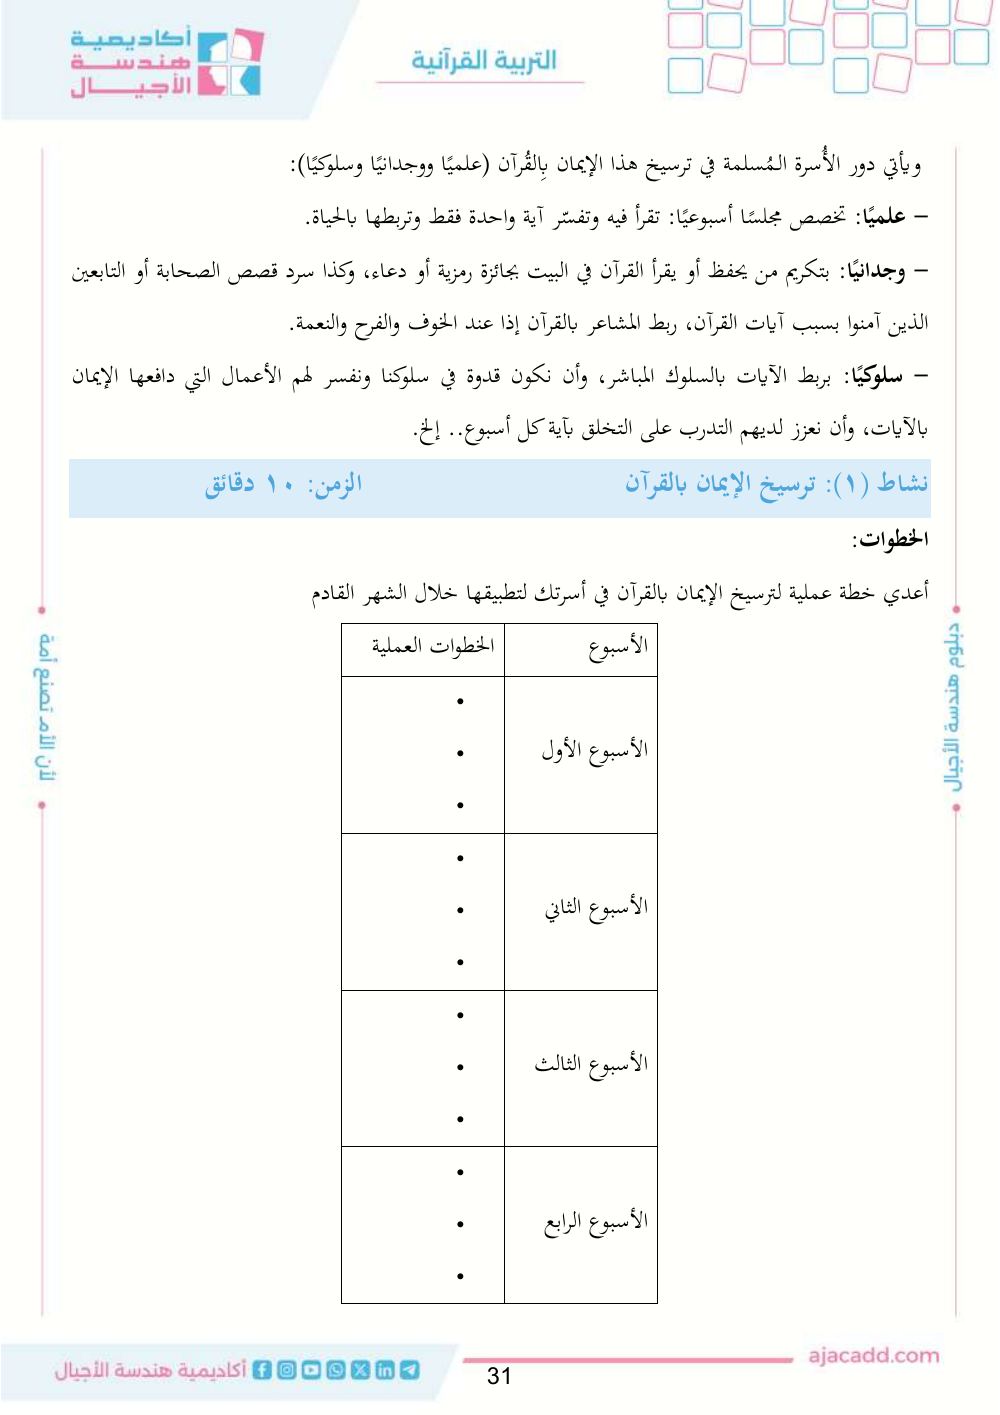 أكاديمية
هندسة
الأجيال
التربية القرآنية
ويأتي دور الأُسرة المُسلمة في ترسيخ هذا الإيمان بِالقُرآن (علميًا ووجدانيًا وسلوكيًا):
– علميًا: تخصص مجلسًا أسبوعيًا: تقرأ فيه وتفسّر آية واحدة فقط وتربطها بالحياة.
– وجدانيًا: بتكريم من يحفظ أو يقرأ القرآن في البيت بجائزة رمزية أو دعاء، وكذا سرد قصص الصحابة أو التابعين
الذين آمنوا بسبب آيات القرآن، ربط المشاعر بالقرآن إذا عند الخوف والفرح والنعمة.
– سلوكيًا: بربط الآيات بالسلوك المباشر، وأن نكون قدوة في سلوكنا ونفسر لهم الأعمال التي دافعها الإيمان
بالآيات، وأن نعزز لديهم التدرب على التخلق بآية كل أسبوع.. إلخ.
نشاط (١): ترسيخ الإيمان بالقرآن الزمن: ١٠ دقائق
الخطوات:
أعدي خطة عملية لترسيخ الإيمان بالقرآن في أسرتك لتطبيقها خلال الشهر القادم
الأسبوع الخطوات العملية
•
الأسبوع الأول •
•
•
الأسبوع الثاني •
•
•
الأسبوع الثالث •
•
•
الأسبوع الرابع •
•
دبلوم هندسة الأجيال
لأن الأم تصنع أمة
ajacadd.com
31
أكاديمية هندسة الأجيال